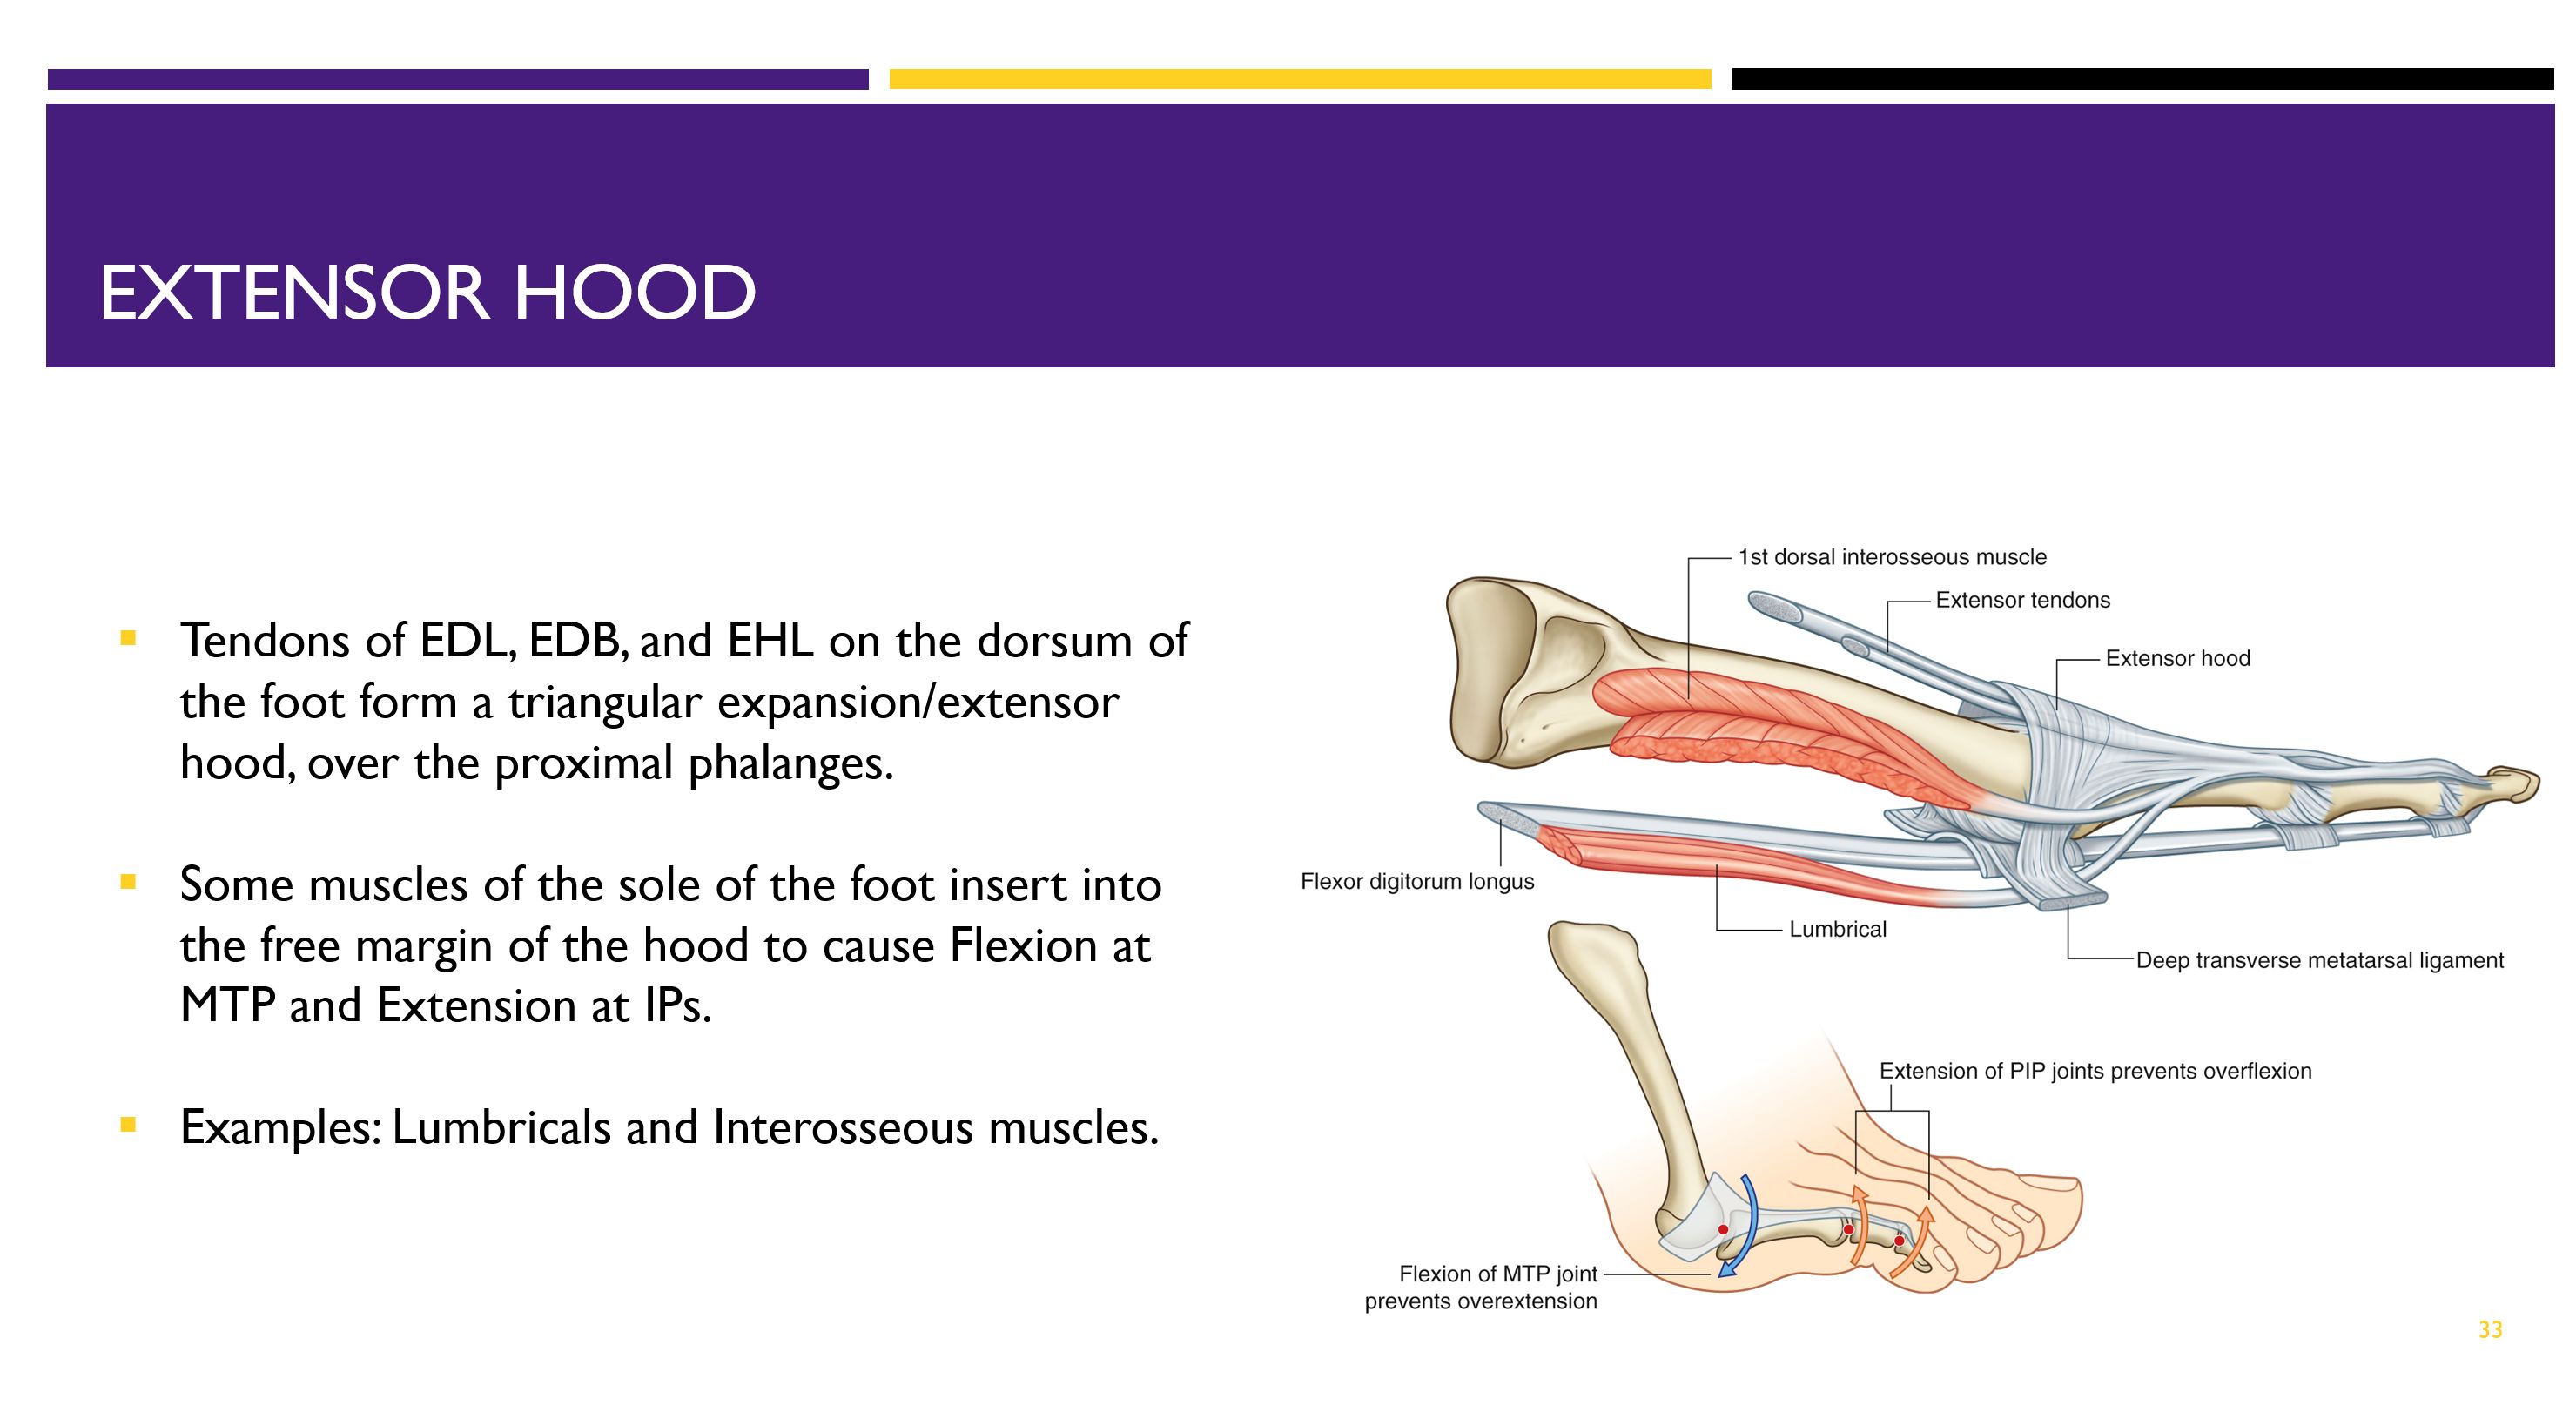 EXTENSOR HOOD
Tendons of EDL, EDB, and EHL on the dorsum of
the foot form a triangular expansion/extensor
hood, over the proximal phalanges.
Some muscles of the sole of the foot insert into
the free margin of the hood to cause Flexion at
MTP and Extension at IPs.
Examples: Lumbricals and Interosseous muscles.
1st dorsal interosseous muscle
Extensor tendons
Extensor hood
Flexor digitorum longus
Lumbrical
Deep transverse metatarsal ligament
Extension of PIP joints prevents overflexion
Flexion of MTP joint
prevents overextension
33